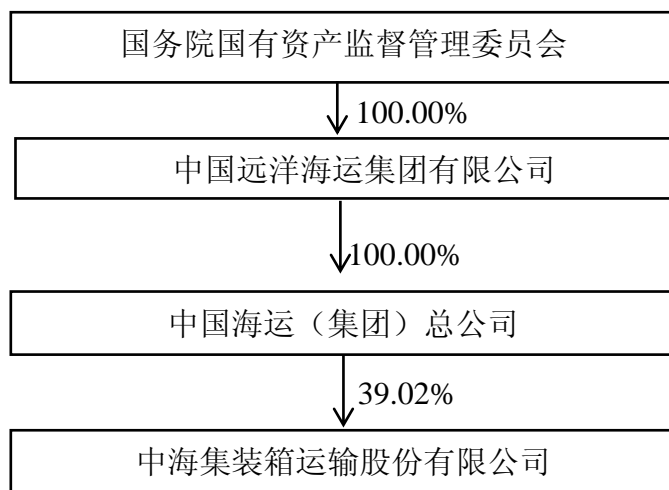 国务院国有资产监督管理委员会
100.00%
中国远洋海运集团有限公司
100.00%
中国海运（集团）总公司
39.02%
中海集装箱运输股份有限公司